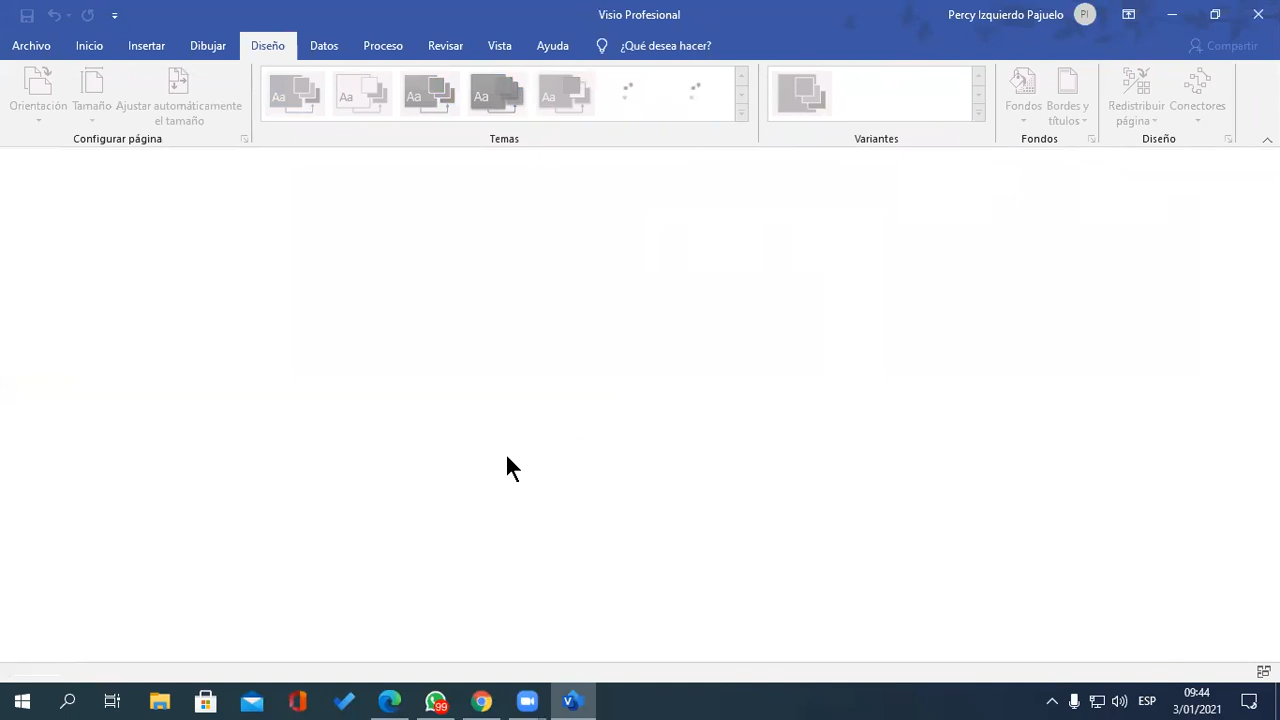 Visio Profesional
Percy Izquierdo Pajuelo
PI
Archivo
Inicio
Insertar
Dibujar
Diseño
Datos
Proceso
Revisar
Vista
Ayuda
¿Qué desea hacer?
Compartir
Orientación
Tamaño
Ajustar automáticamente
el tamaño
Configurar página
Aa
Aa
Aa
Aa
Aa
Temas
Variantes
Fondos
Bordes y
títulos
Fondos
Redistribuir
página
Conectores
Diseño
99
V
ESP
09:44
3/01/2021